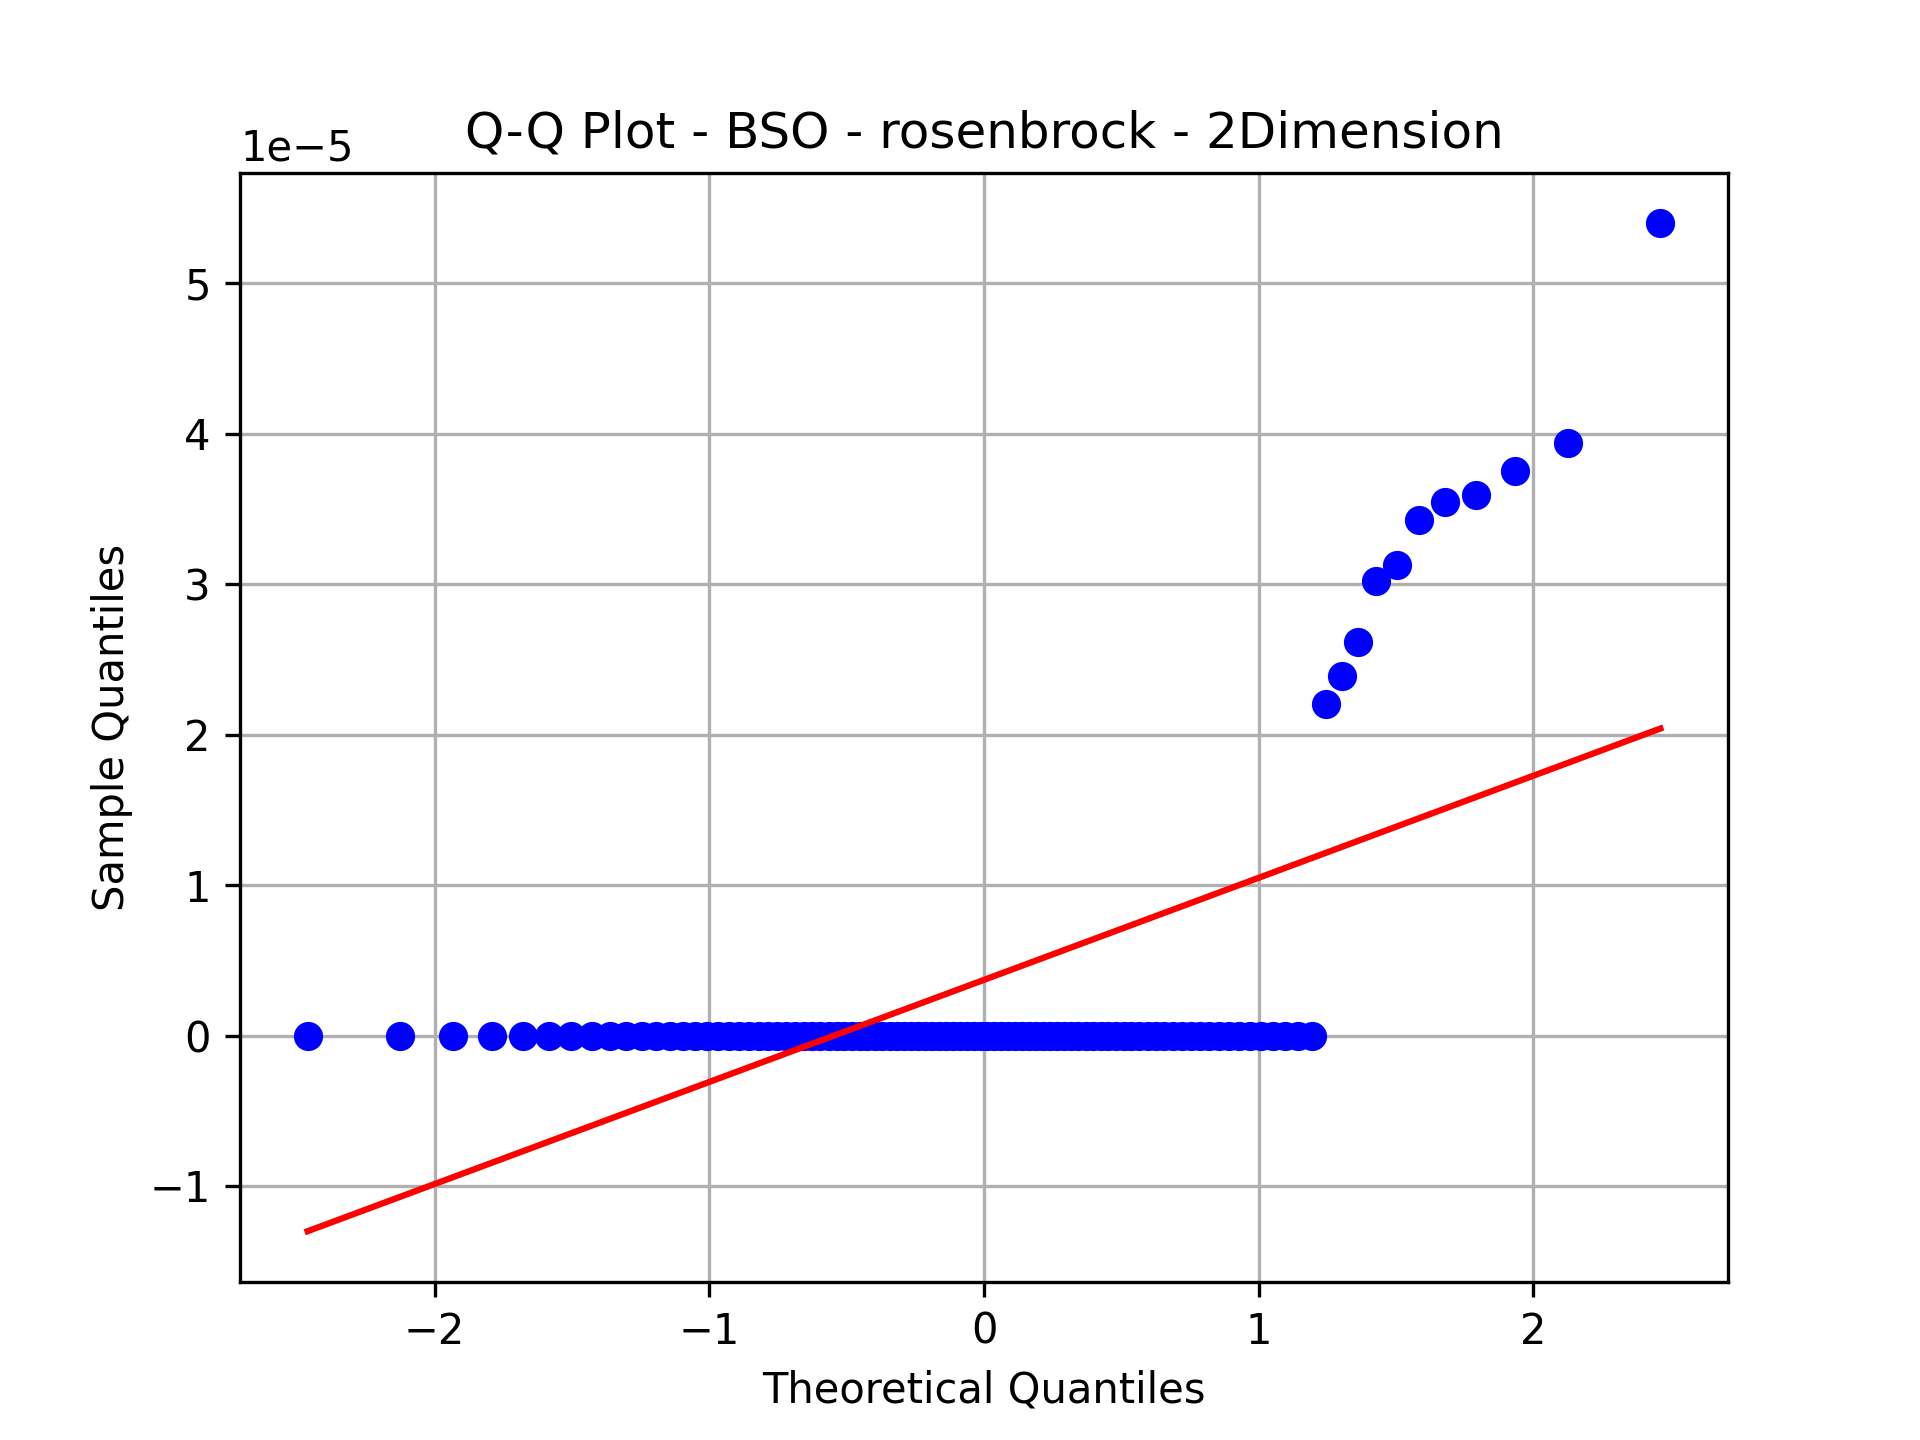 Q-Q Plot - BSO - rosenbrock - 2Dimension
1e−5
5
4
3
2
1
0
−1
Sample Quantiles
−2 −1 0 1 2
Theoretical Quantiles